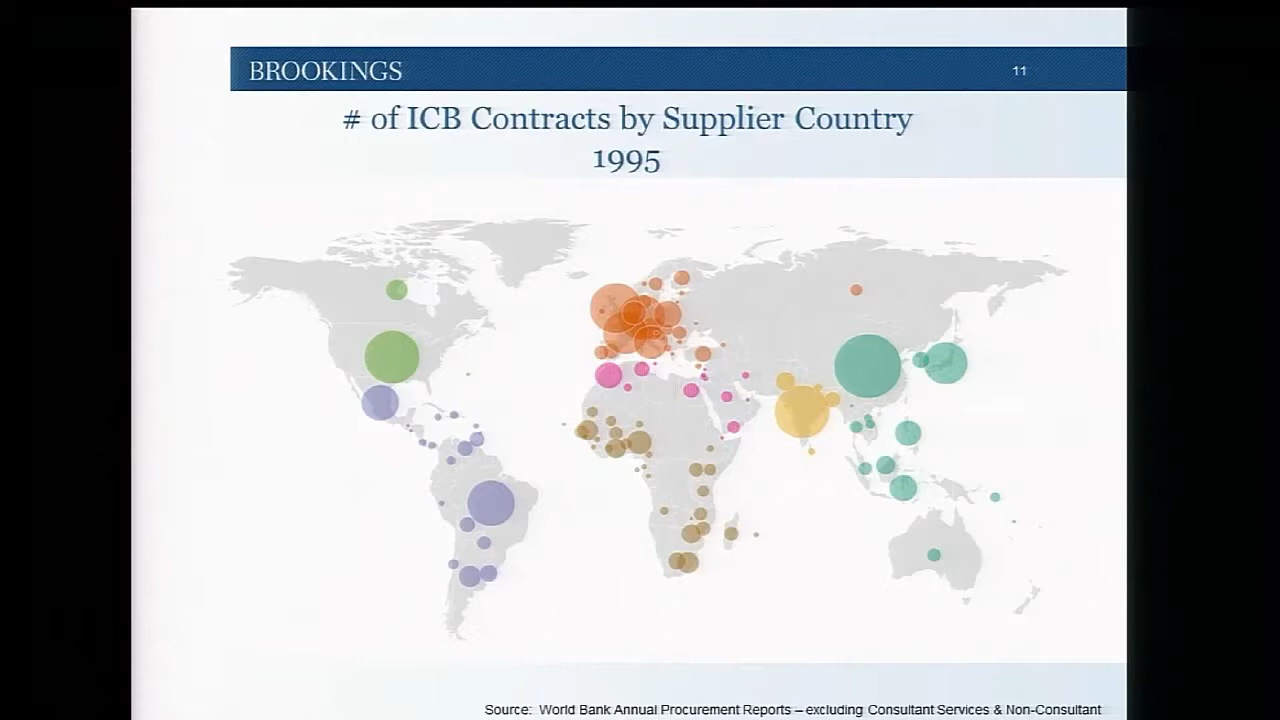 BROOKINGS
11
# of ICB Contracts by Supplier Country
1995
Source: World Bank Annual Procurement Reports – excluding Consultant Services & Non-Consultant